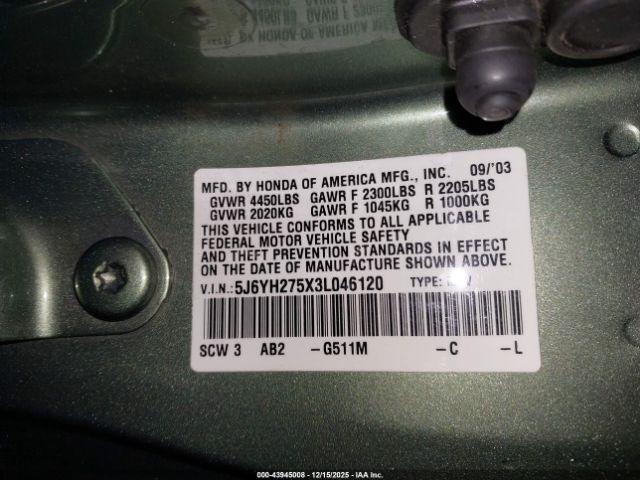 MFD. BY HONDA OF AMERICA MFG., INC. 09/'03
GVWR 4450LBS GAWR F 2300LBS R 2205LBS
GVWR 2020KG GAWR F 1045KG R 1000KG
THIS VEHICLE CONFORMS TO ALL APPLICABLE
FEDERAL MOTOR VEHICLE SAFETY
AND THEFT PREVENTION STANDARDS IN EFFECT
ON THE DATE OF MANUFACTURE SHOWN ABOVE.
V.I.N.: 5J6YH275X3L046120 TYPE:
SCW 3 AB2 -G511M -C -L
000-43945008 - 12/15/2025 - IAAI, Inc.